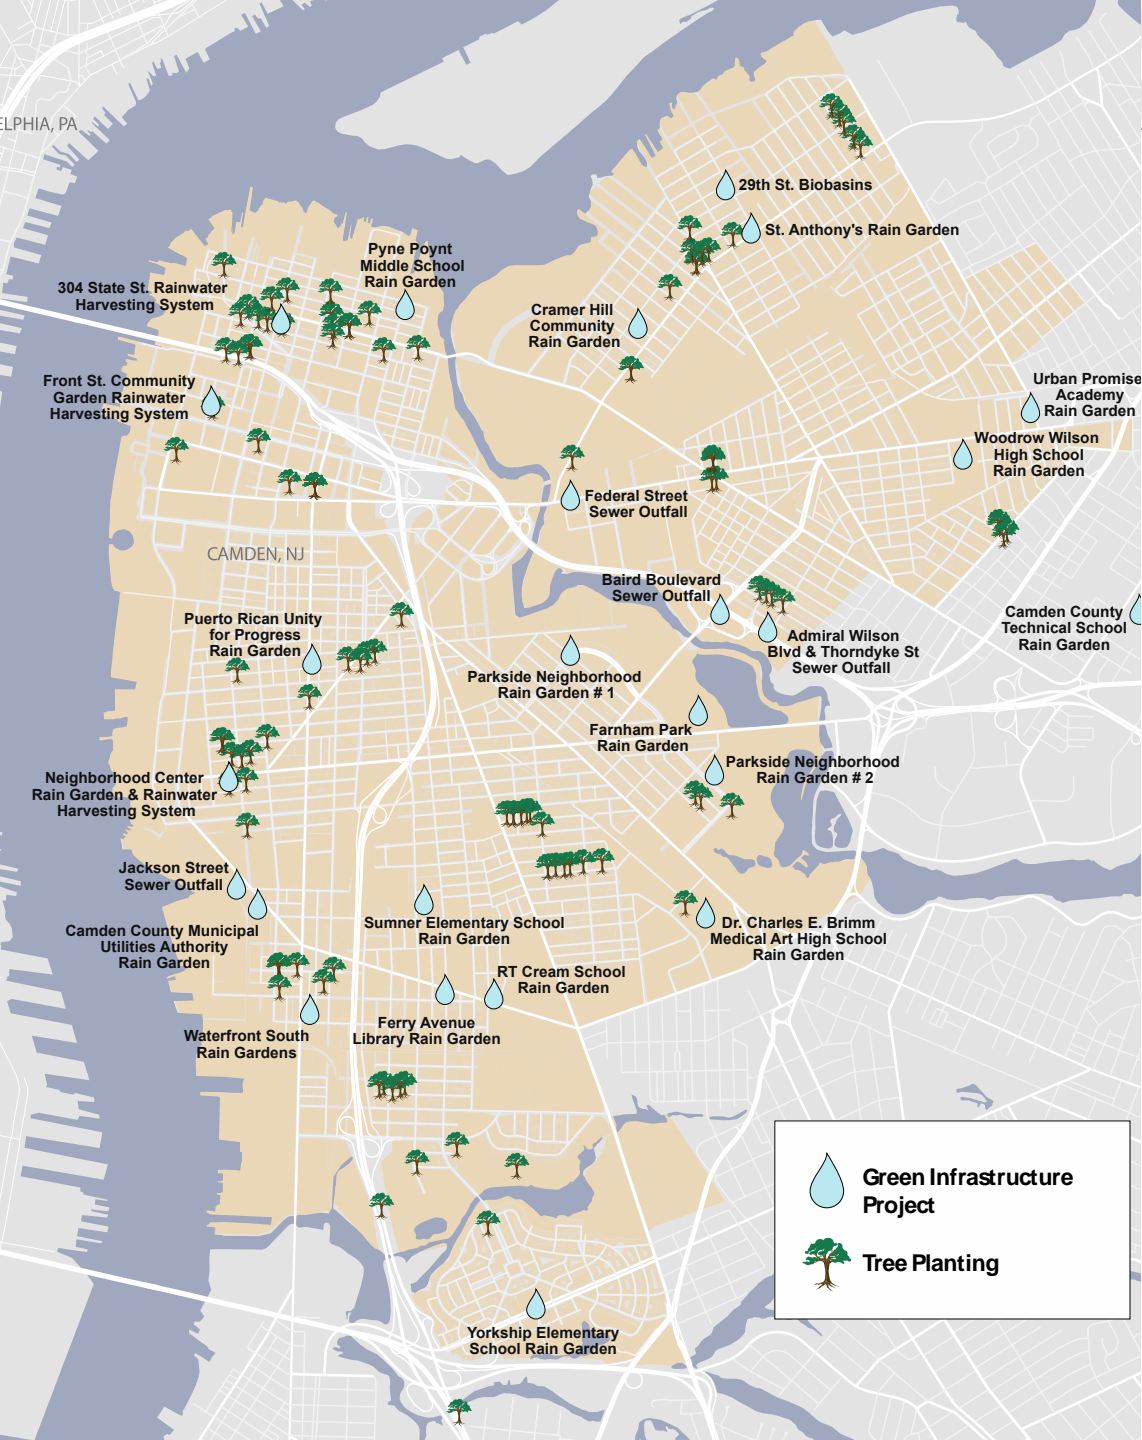 ELPHIA, PA
29th St. Biobasins
St. Anthony's Rain Garden
Pyne Poynt
Middle School
Rain Garden
304 State St. Rainwater
Harvesting System
Cramer Hill
Community
Rain Garden
Front St. Community
Garden Rainwater
Harvesting System
Urban Promise
Academy
Rain Garden
Woodrow Wilson
High School
Rain Garden
Federal Street
Sewer Outfall
CAMDEN, NJ
Baird Boulevard
Sewer Outfall
Camden County
Technical School
Rain Garden
Puerto Rican Unity
for Progress
Rain Garden
Admiral Wilson
Blvd & Thorndyke St
Sewer Outfall
Parkside Neighborhood
Rain Garden # 1
Farnham Park
Rain Garden
Parkside Neighborhood
Rain Garden # 2
Neighborhood Center
Rain Garden & Rainwater
Harvesting System
Jackson Street
Sewer Outfall
Camden County Municipal
Utilities Authority
Rain Garden
Sumner Elementary School
Rain Garden
Dr. Charles E. Brimm
Medical Art High School
Rain Garden
RT Cream School
Rain Garden
Ferry Avenue
Library Rain Garden
Waterfront South
Rain Gardens
Green Infrastructure
Project
Tree Planting
Yorkship Elementary
School Rain Garden